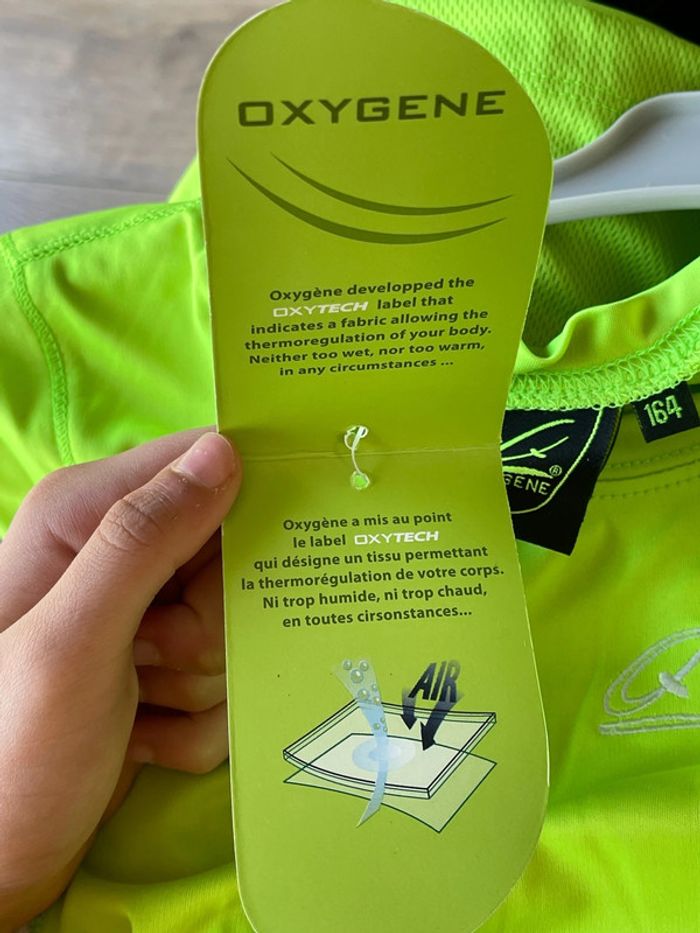 OXYGENE
Oxygène developped the
OXYTECH label that
indicates a fabric allowing the
thermoregulation of your body.
Neither too wet, nor too warm,
in any circumstances ...
164
GENE
®
Oxygène a mis au point
le label OXYTECH
qui désigne un tissu permettant
la thermorégulation de votre corps.
Ni trop humide, ni trop chaud,
en toutes cirsonstances...
AIR